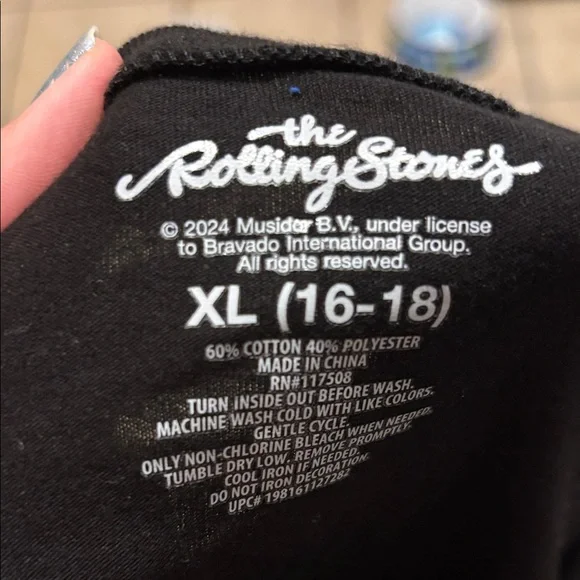 the
Rolling Stones
© 2024 Musidor B.V., under license
to Bravado International Group.
All rights reserved.
XL (16-18)
60% COTTON 40% POLYESTER
MADE IN CHINA
RN#117508
TURN INSIDE OUT BEFORE WASH.
MACHINE WASH COLD WITH LIKE COLORS.
GENTLE CYCLE.
ONLY NON-CHLORINE BLEACH WHEN NEEDED.
TUMBLE DRY LOW. REMOVE PROMPTLY.
COOL IRON IF NEEDED.
DO NOT IRON DECORATION.
UPC# 198161127282